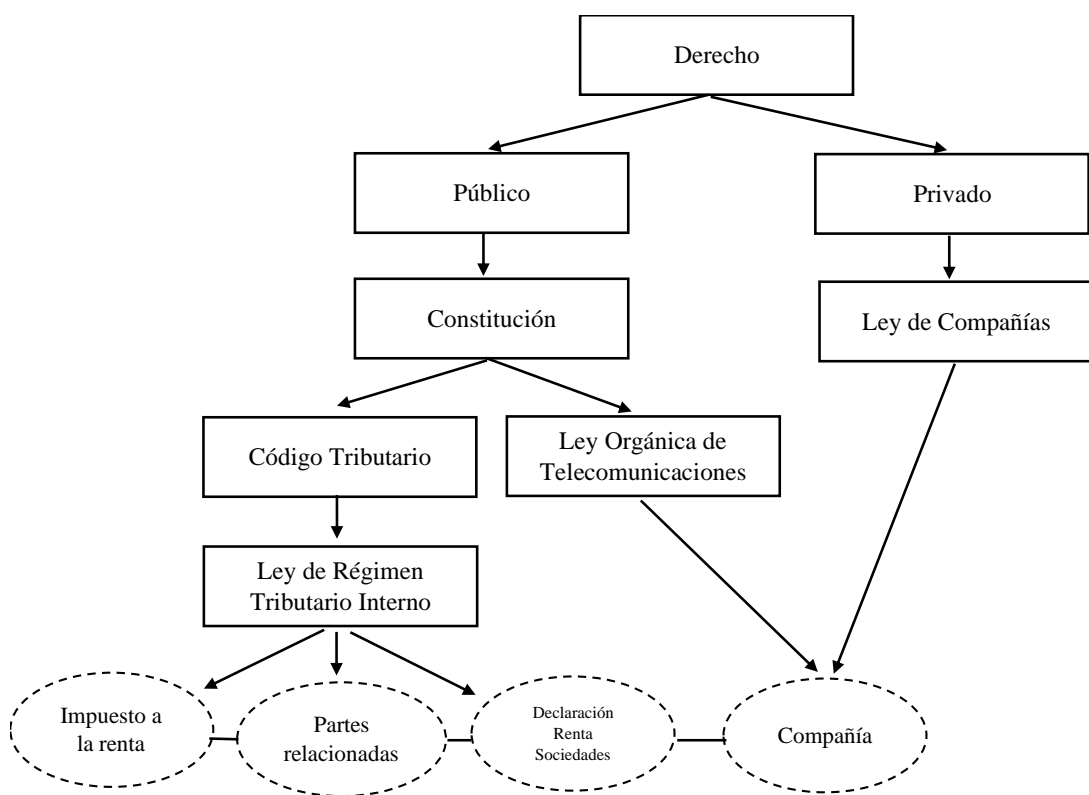 Derecho
Público
Privado
Constitución
Ley de Compañías
Código Tributario
Ley Orgánica de
Telecomunicaciones
Ley de Régimen
Tributario Interno
Impuesto a
la renta
Partes
relacionadas
Declaración
Renta
Sociedades
Compañía